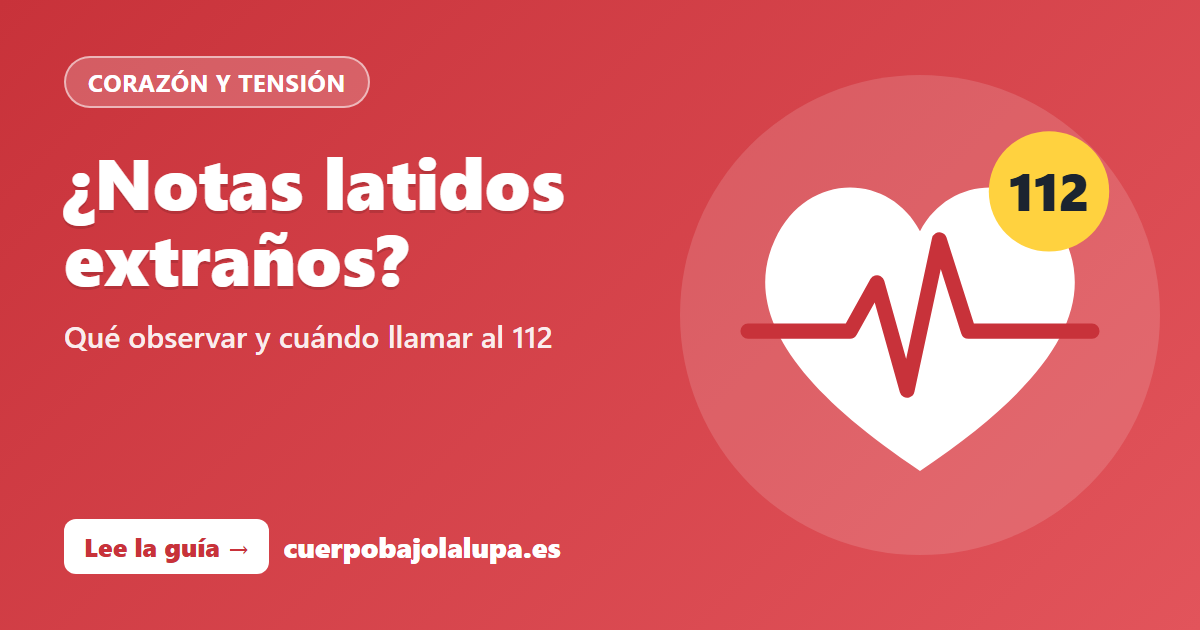 CORAZÓN Y TENSIÓN
¿Notas latidos
extraños?
Qué observar y cuándo llamar al 112
Lee la guía →
cuerpobajolalupa.es
112